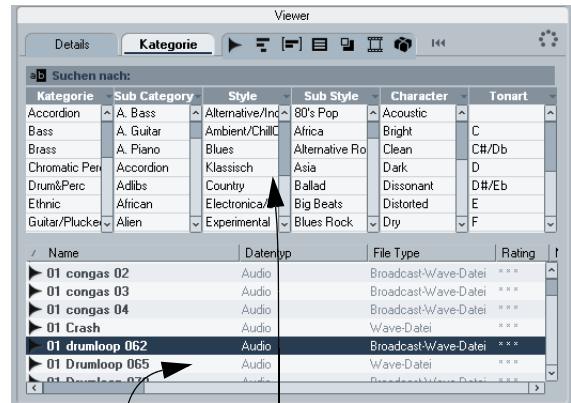 Viewer
Details Kategorie
Suchen nach:
Kategorie Sub Category Style Sub Style Character Tonart
Accordion A. Bass Alternative/Ind 80's Pop Acoustic
Bass A. Guitar Ambient/ChillC Africa Bright C
Brass A. Piano Blues Alternative Ro Clean C#/Db
Chromatic Per Accordion Klassisch Asia Dark D
Drum&Perc Adlibs Country Ballad Dissonant D#/Eb
Ethnic African Electronica/ Big Beats Distorted E
Guitar/Plucke Alien Experimental Blues Rock Dry F
Name Datentyp File Type Rating
01 congas 02 Audio Broadcast-Wave-Datei
01 congas 03 Audio Broadcast-Wave-Datei
01 congas 04 Audio Broadcast-Wave-Datei
01 Crash Audio Wave-Datei
01 drumloop 062 Audio Broadcast-Wave-Datei
01 Drumloop 065 Audio Wave-Datei